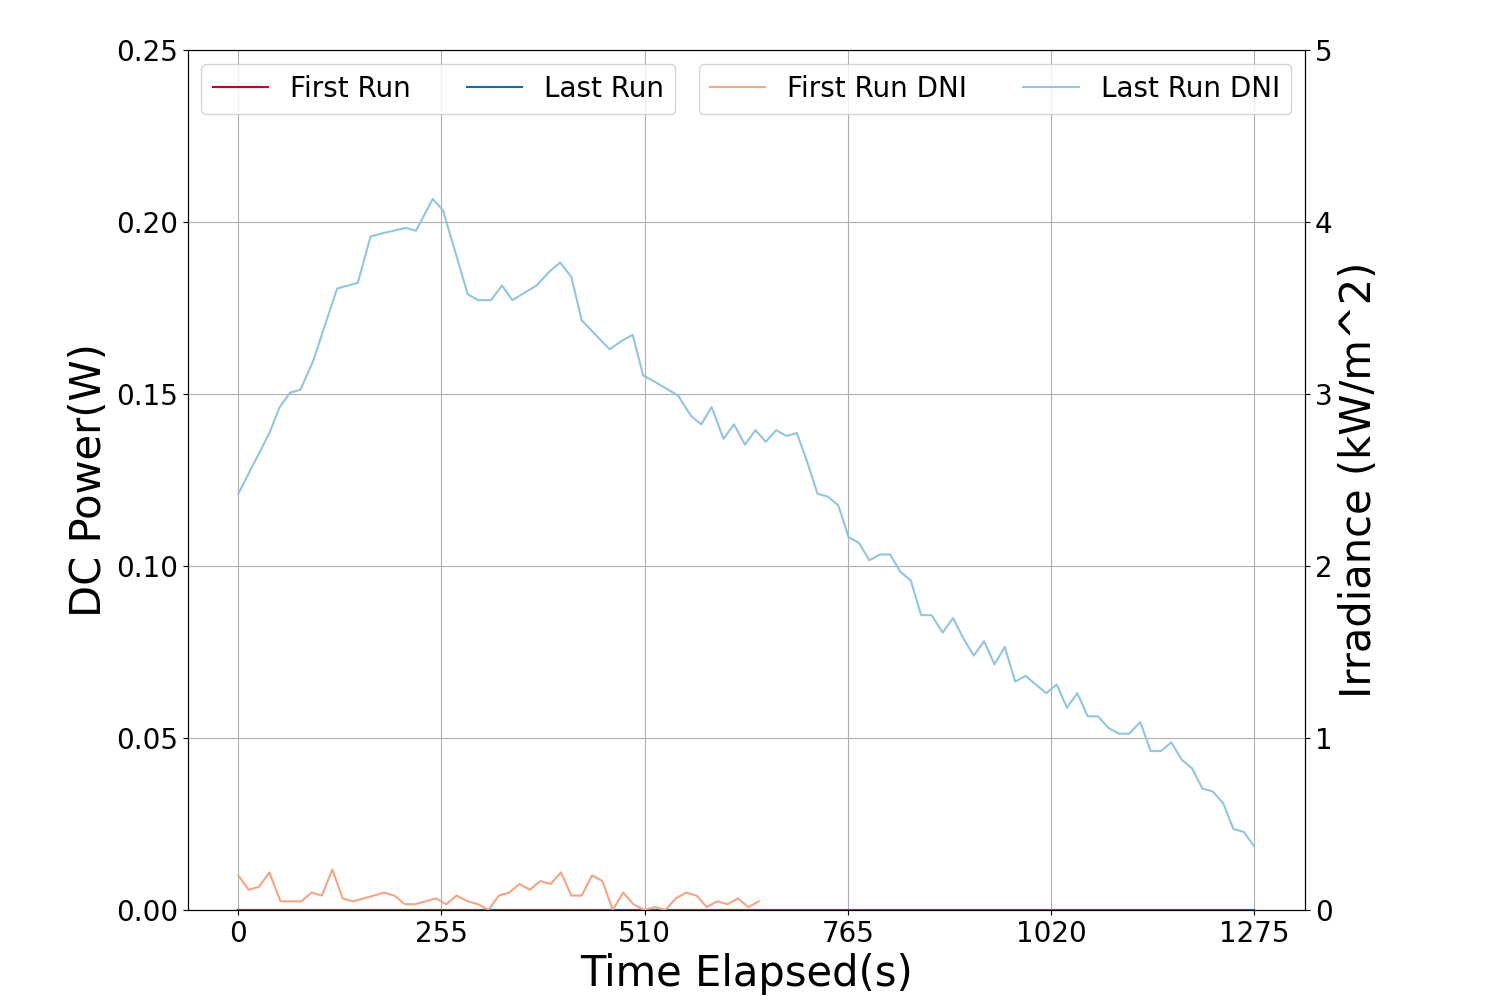 First Run
Last Run
First Run DNI
Last Run DNI
0.25
0.20
0.15
0.10
0.05
0.00
DC Power(W)
5
4
3
2
1
0
Irradiance (kW/m^2)
0 255 510 765 1020 1275
Time Elapsed(s)